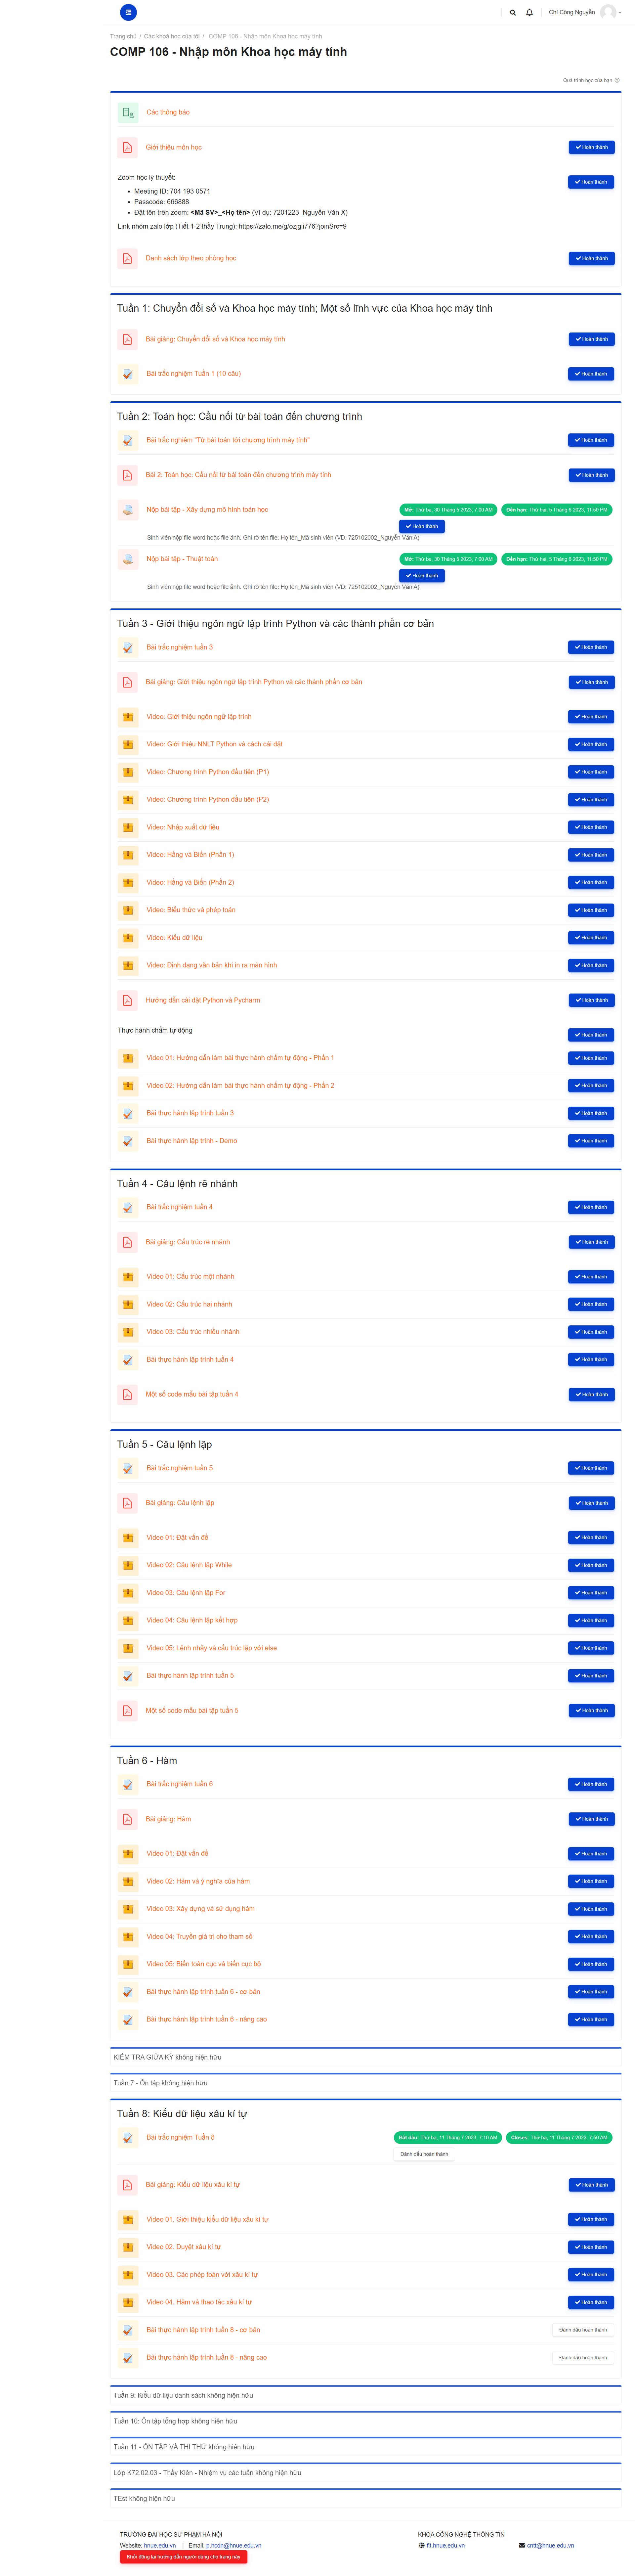 Chí Công Nguyễn
Trang chủ / Các khoá học của tôi / COMP 106 - Nhập môn Khoa học máy tính
COMP 106 - Nhập môn Khoa học máy tính
Quá trình học của bạn
Các thông báo
Giới thiệu môn học
Hoàn thành
Zoom học lý thuyết:
Hoàn thành
Meeting ID: 704 193 0571
Passcode: 666888
Đặt tên trên zoom: <Mã SV>_<Họ tên> (Ví dụ: 7201223_Nguyễn Văn X)
Link nhóm zalo lớp (Tiết 1-2 thầy Trung): https://zalo.me/g/ozjgli776?joinSrc=9
Danh sách lớp theo phòng học
Hoàn thành
Tuần 1: Chuyển đổi số và Khoa học máy tính; Một số lĩnh vực của Khoa học máy tính
Bài giảng: Chuyển đổi số và Khoa học máy tính
Hoàn thành
Bài trắc nghiệm Tuần 1 (10 câu)
Hoàn thành
Tuần 2: Toán học: Cầu nối từ bài toán đến chương trình
Bài trắc nghiệm "Từ bài toán tới chương trình máy tính"
Hoàn thành
Bài 2: Toán học: Cầu nối từ bài toán đến chương trình máy tính
Hoàn thành
Nộp bài tập - Xây dựng mô hình toán học
Mở: Thứ ba, 30 Tháng 5 2023, 7:00 AM
Đến hạn: Thứ hai, 5 Tháng 6 2023, 11:50 PM
Hoàn thành
Sinh viên nộp file word hoặc file ảnh. Ghi rõ tên file: Họ tên_Mã sinh viên (VD: 725102002_Nguyễn Văn A)
Nộp bài tập - Thuật toán
Mở: Thứ ba, 30 Tháng 5 2023, 7:00 AM
Đến hạn: Thứ hai, 5 Tháng 6 2023, 11:50 PM
Hoàn thành
Sinh viên nộp file word hoặc file ảnh. Ghi rõ tên file: Họ tên_Mã sinh viên (VD: 725102002_Nguyễn Văn A)
Tuần 3 - Giới thiệu ngôn ngữ lập trình Python và các thành phần cơ bản
Bài trắc nghiệm tuần 3
Hoàn thành
Bài giảng: Giới thiệu ngôn ngữ lập trình Python và các thành phần cơ bản
Hoàn thành
Video: Giới thiệu ngôn ngữ lập trình
Hoàn thành
Video: Giới thiệu NNLT Python và cách cài đặt
Hoàn thành
Video: Chương trình Python đầu tiên (P1)
Hoàn thành
Video: Chương trình Python đầu tiên (P2)
Hoàn thành
Video: Nhập xuất dữ liệu
Hoàn thành
Video: Hằng và Biến (Phần 1)
Hoàn thành
Video: Hằng và Biến (Phần 2)
Hoàn thành
Video: Biểu thức và phép toán
Hoàn thành
Video: Kiểu dữ liệu
Hoàn thành
Video: Định dạng văn bản khi in ra màn hình
Hoàn thành
Hướng dẫn cài đặt Python và Pycharm
Hoàn thành
Thực hành chấm tự động
Hoàn thành
Video 01: Hướng dẫn làm bài thực hành chấm tự động - Phần 1
Hoàn thành
Video 02: Hướng dẫn làm bài thực hành chấm tự động - Phần 2
Hoàn thành
Bài thực hành lập trình tuần 3
Hoàn thành
Bài thực hành lập trình - Demo
Hoàn thành
Tuần 4 - Câu lệnh rẽ nhánh
Bài trắc nghiệm tuần 4
Hoàn thành
Bài giảng: Cấu trúc rẽ nhánh
Hoàn thành
Video 01: Cấu trúc một nhánh
Hoàn thành
Video 02: Cấu trúc hai nhánh
Hoàn thành
Video 03: Cấu trúc nhiều nhánh
Hoàn thành
Bài thực hành lập trình tuần 4
Hoàn thành
Một số code mẫu bài tập tuần 4
Hoàn thành
Tuần 5 - Câu lệnh lặp
Bài trắc nghiệm tuần 5
Hoàn thành
Bài giảng: Câu lệnh lặp
Hoàn thành
Video 01: Đặt vấn đề
Hoàn thành
Video 02: Câu lệnh lặp While
Hoàn thành
Video 03: Câu lệnh lặp For
Hoàn thành
Video 04: Câu lệnh lặp kết hợp
Hoàn thành
Video 05: Lệnh nhảy và cấu trúc lặp với else
Hoàn thành
Bài thực hành lập trình tuần 5
Hoàn thành
Một số code mẫu bài tập tuần 5
Hoàn thành
Tuần 6 - Hàm
Bài trắc nghiệm tuần 6
Hoàn thành
Bài giảng: Hàm
Hoàn thành
Video 01: Đặt vấn đề
Hoàn thành
Video 02: Hàm và ý nghĩa của hàm
Hoàn thành
Video 03: Xây dựng và sử dụng hàm
Hoàn thành
Video 04: Truyền giá trị cho tham số
Hoàn thành
Video 05: Biến toàn cục và biến cục bộ
Hoàn thành
Bài thực hành lập trình tuần 6 - cơ bản
Hoàn thành
Bài thực hành lập trình tuần 6 - nâng cao
Hoàn thành
KIỂM TRA GIỮA KỲ không hiện hữu
Tuần 7 - Ôn tập không hiện hữu
Tuần 8: Kiểu dữ liệu xâu kí tự
Bài trắc nghiệm Tuần 8
Bắt đầu: Thứ ba, 11 Tháng 7 2023, 7:10 AM
Closes: Thứ ba, 11 Tháng 7 2023, 7:50 AM
Đánh dấu hoàn thành
Bài giảng: Kiểu dữ liệu xâu kí tự
Hoàn thành
Video 01. Giới thiệu kiểu dữ liệu xâu kí tự
Hoàn thành
Video 02. Duyệt xâu kí tự
Hoàn thành
Video 03. Các phép toán với xâu kí tự
Hoàn thành
Video 04. Hàm và thao tác xâu kí tự
Hoàn thành
Bài thực hành lập trình tuần 8 - cơ bản
Đánh dấu hoàn thành
Bài thực hành lập trình tuần 8 - nâng cao
Đánh dấu hoàn thành
Tuần 9: Kiểu dữ liệu danh sách không hiện hữu
Tuần 10: Ôn tập tổng hợp không hiện hữu
Tuần 11 - ÔN TẬP VÀ THI THỬ không hiện hữu
Lớp K72.02.03 - Thầy Kiên - Nhiệm vụ các tuần không hiện hữu
TEst không hiện hữu
TRƯỜNG ĐẠI HỌC SƯ PHẠM HÀ NỘI
Website: hnue.edu.vn | Email: p.hcdn@hnue.edu.vn
Khởi động lại hướng dẫn người dùng cho trang này
KHOA CÔNG NGHỆ THÔNG TIN
fit.hnue.edu.vn
cntt@hnue.edu.vn